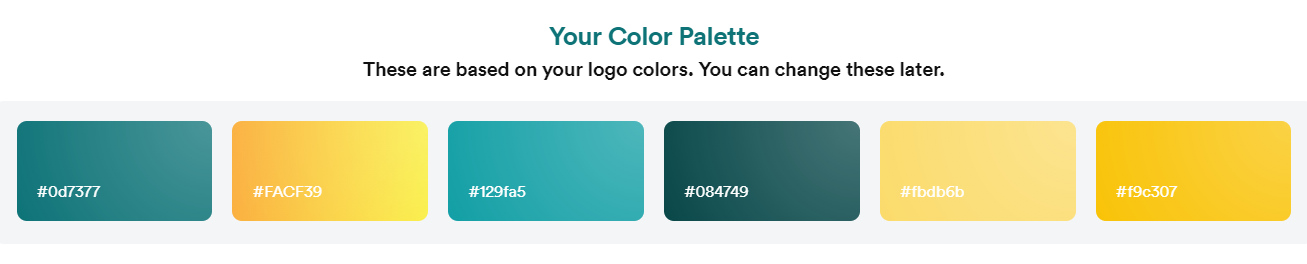 Your Color Palette
These are based on your logo colors. You can change these later.
#0d7377
#FACF39
#129fa5
#084749
#fbdb6b
#f9c307